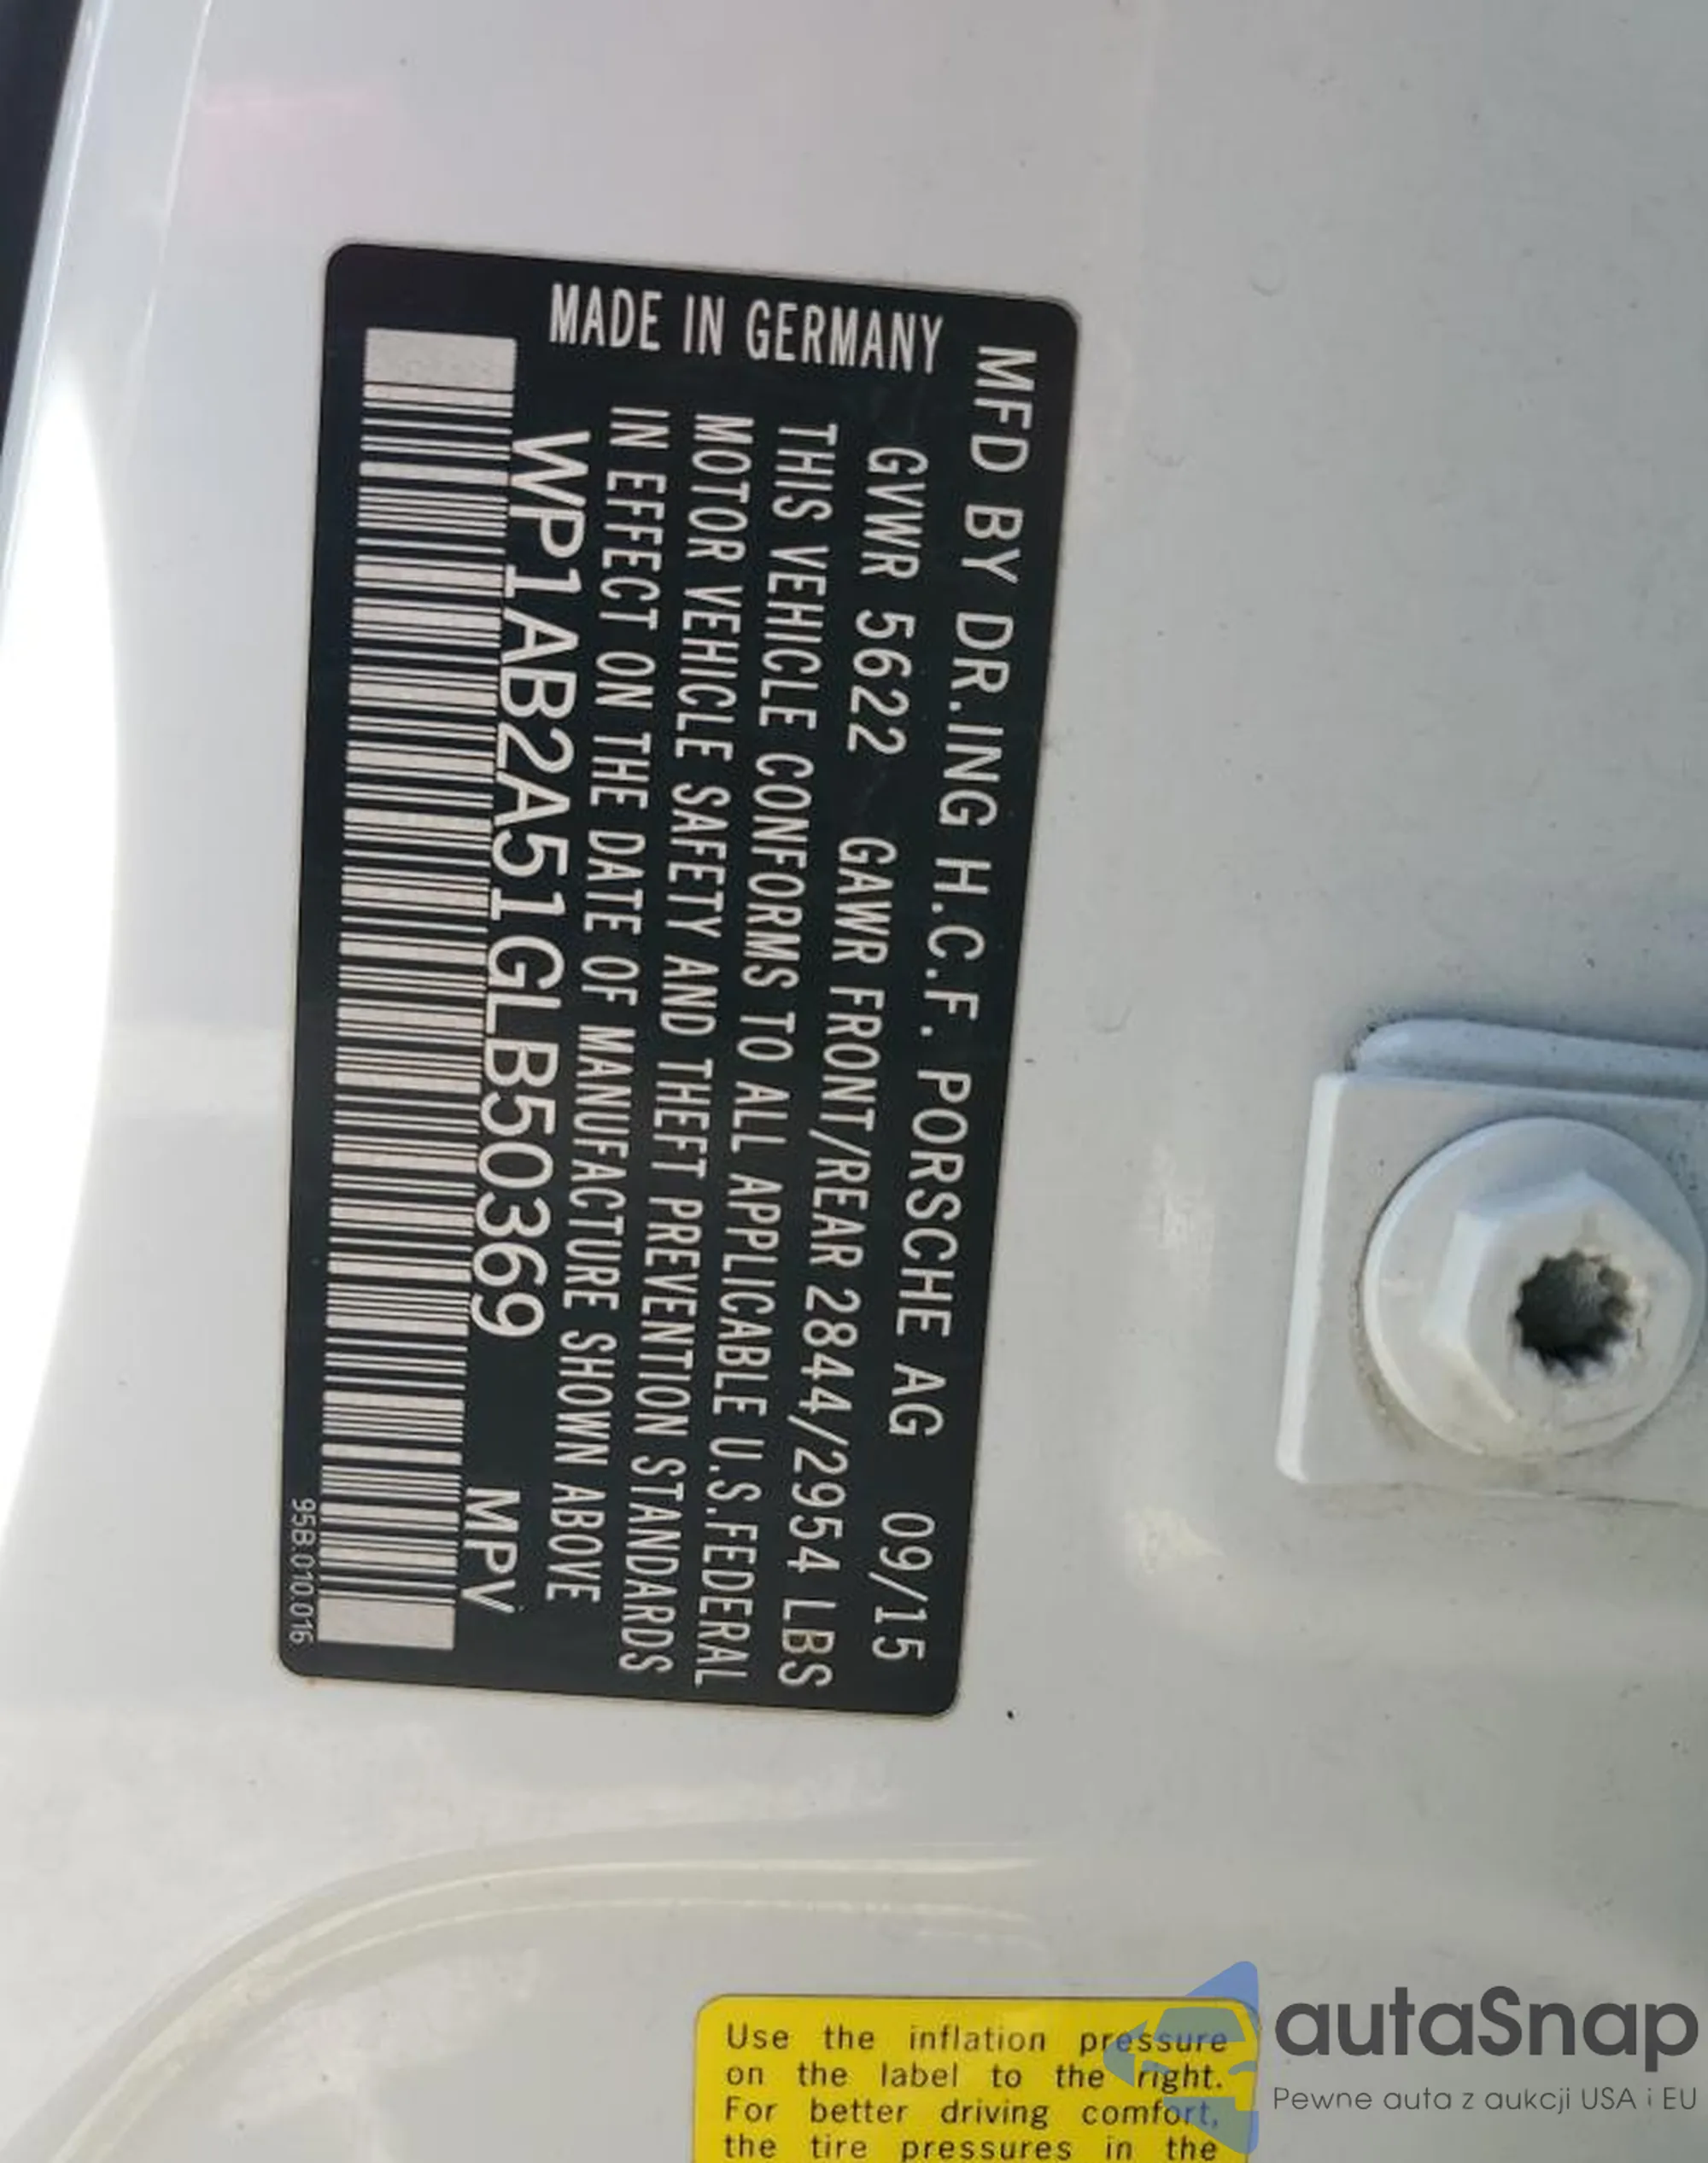 MFD BY DR.ING H.C.F. PORSCHE AG 09/15
GVWR 5622 GAWR FRONT/REAR 2844/2954 LBS
THIS VEHICLE CONFORMS TO ALL APPLICABLE U.S.FEDERAL
MOTOR VEHICLE SAFETY AND THEFT PREVENTION STANDARDS
IN EFFECT ON THE DATE OF MANUFACTURE SHOWN ABOVE
WP1AB2A51GLB50369 MPV
MADE IN GERMANY
95B.010.016
Use the inflation pressure
on the label to the right.
For better driving comfort,
the tire pressures in the
autaSnap
Pewne auta z aukcji USA i EU